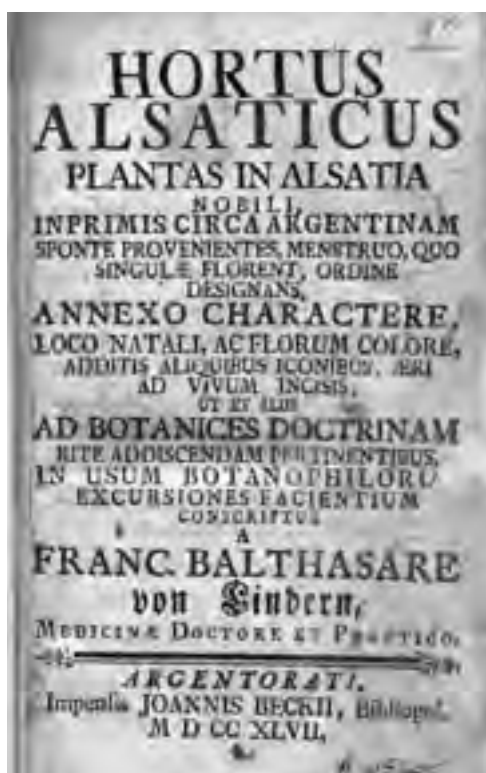 HORTUS
ALSATICUS
PLANTAS IN ALSATIA
NOBILI,
INPRIMIS CIRCA ARGENTINAM
SPONTE PROVENIENTES, MENSTRUO, QUO
SINGULÆ FLORENT, ORDINE
DESIGNANS,
ANNEXO CHARACTERE,
LOCO NATALI, AC FLORUM COLORE,
ADDITIS ALIQUIBUS ICONIBUS, ÆRI
AD VIVUM INCISIS,
UT ET ALIIS
AD BOTANICES DOCTRINAM
RITE ADDISCENDAM PERTINENTIBUS,
IN USUM BOTANOPHILORU
EXCURSIONES FACIENTIUM
CONSCRIPTUS
A
FRANC. BALTHASARE
von Lindern,
MEDICINÆ DOCTORE ET PRACTICO,
ARGENTORATI,
Impensis JOANNIS BECKII, Bibliopol.
M D CC XLVII,